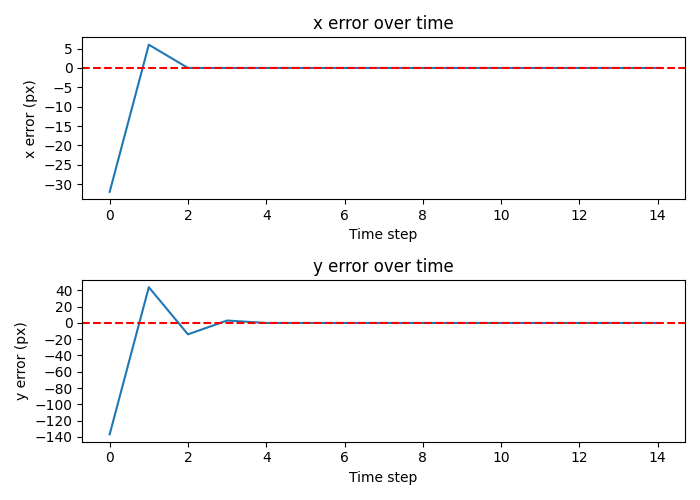 x error over time
5
0
−5
−10
−15
−20
−25
−30
x error (px)
0 2 4 6 8 10 12 14
Time step
y error over time
40
20
0
−20
−40
−60
−80
−100
−120
−140
y error (px)
0 2 4 6 8 10 12 14
Time step